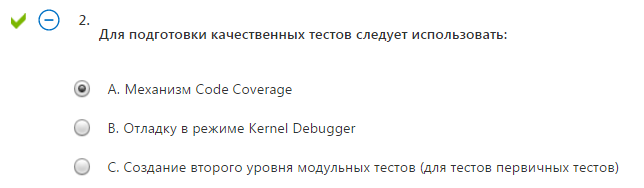 2.
Для подготовки качественных тестов следует использовать:
A. Механизм Code Coverage
B. Отладку в режиме Kernel Debugger
C. Создание второго уровня модульных тестов (для тестов первичных тестов)